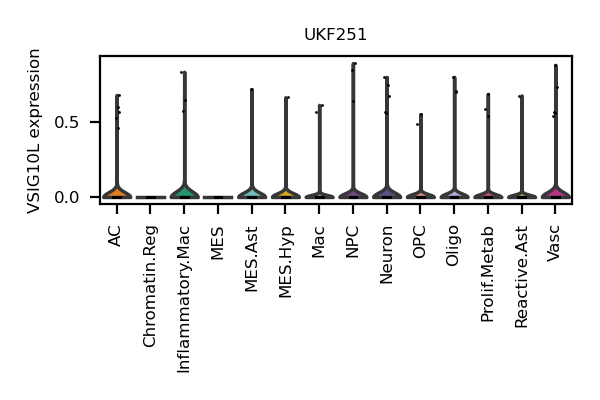 UKF251
VSIG10L expression
0.5
0.0
AC
Chromatin.Reg
Inflammatory.Mac
MES
MES.Ast
MES.Hyp
Mac
NPC
Neuron
OPC
Oligo
Prolif.Metab
Reactive.Ast
Vasc